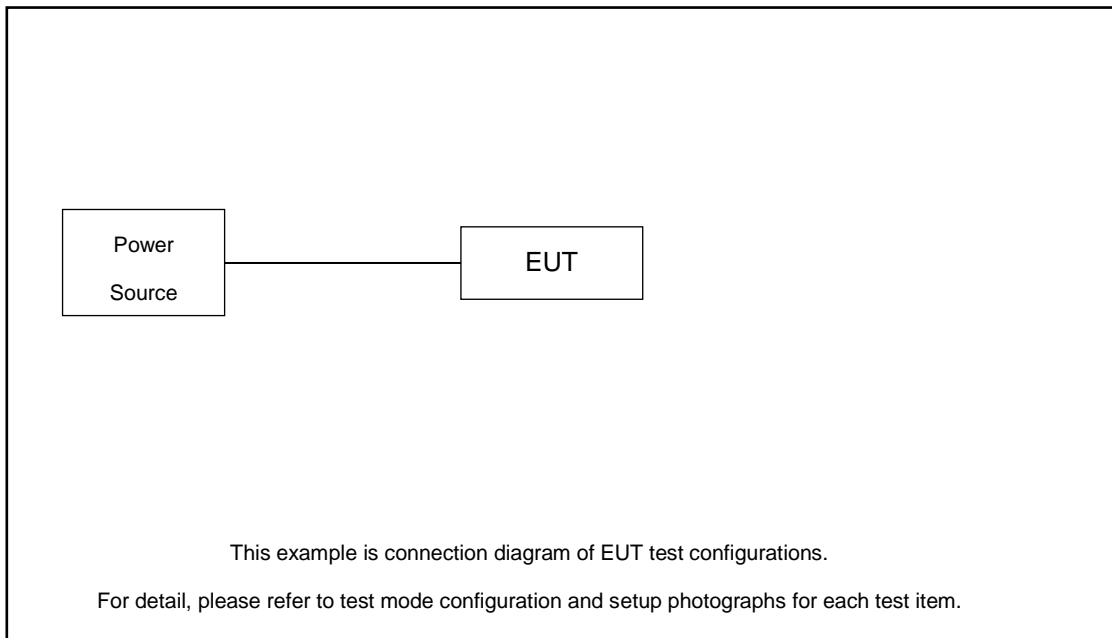 Power
Source
EUT
This example is connection diagram of EUT test configurations.
For detail, please refer to test mode configuration and setup photographs for each test item.